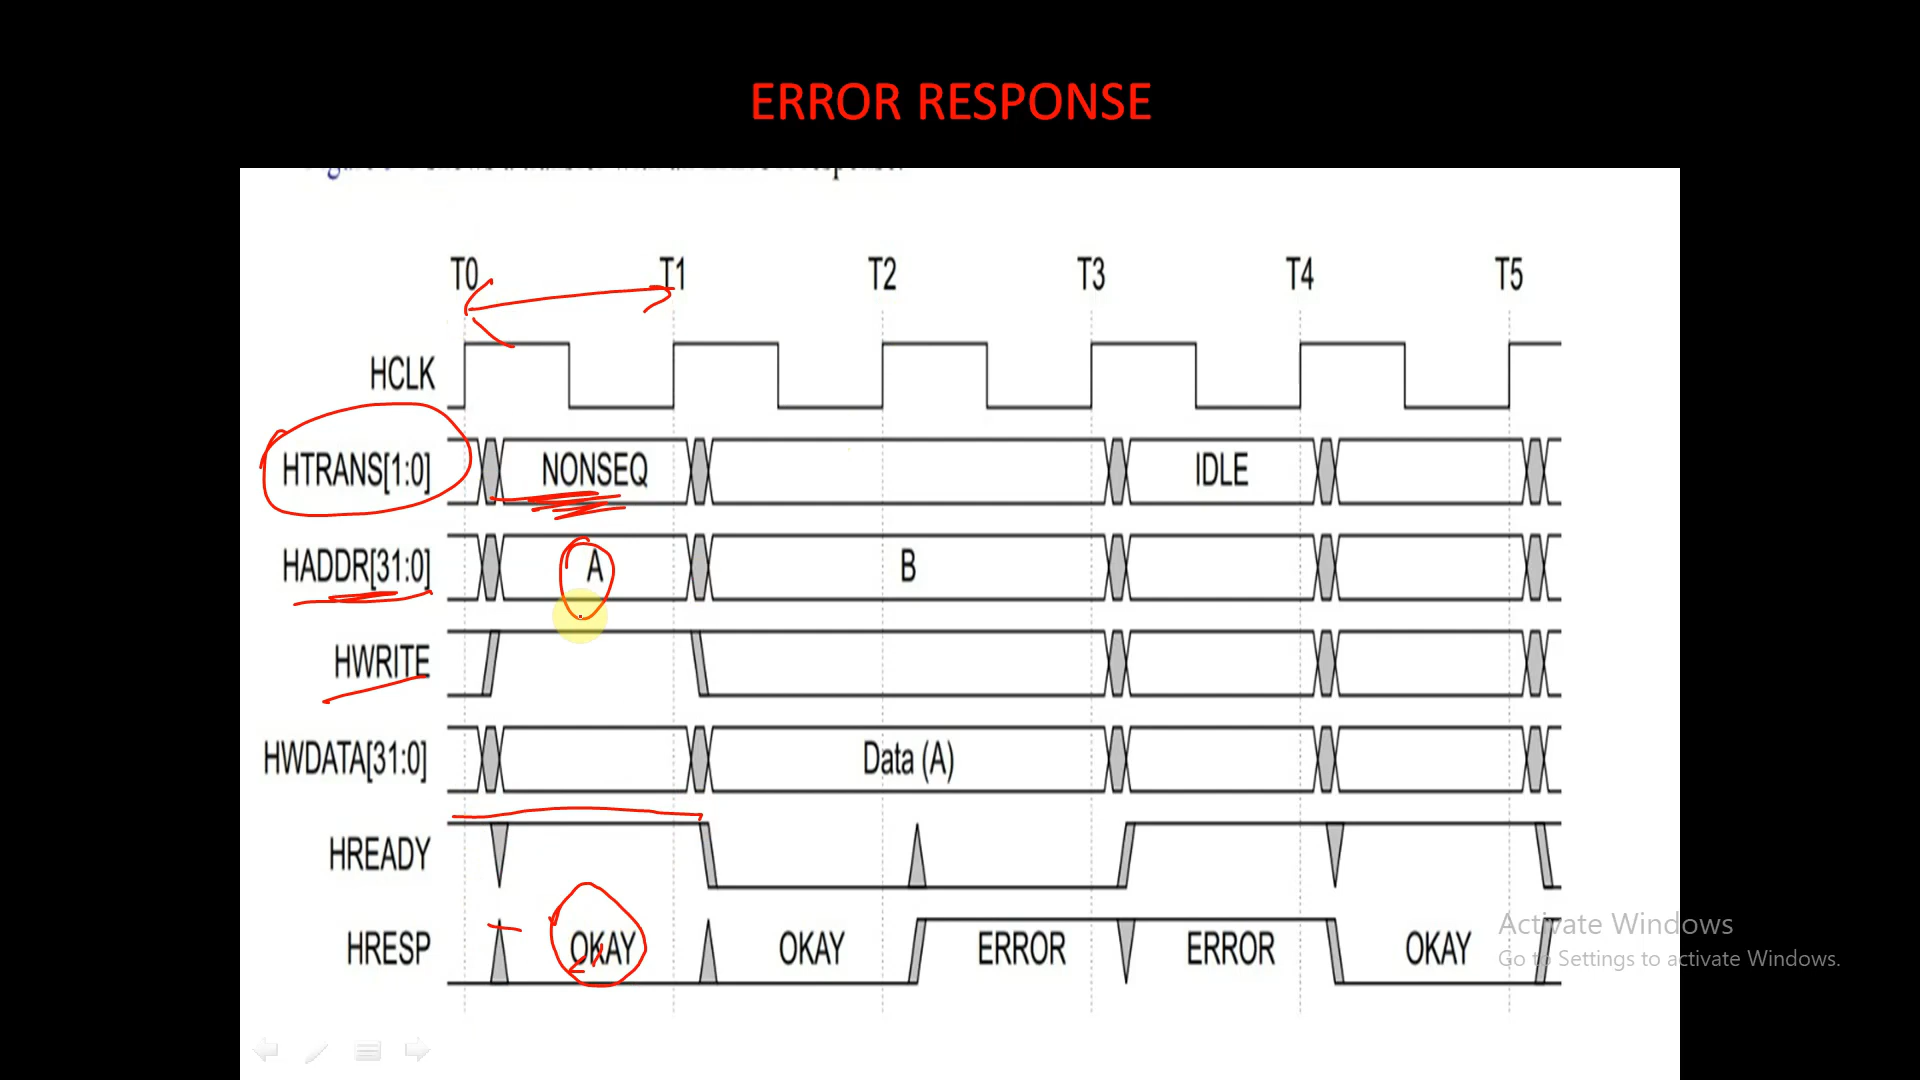 ERROR RESPONSE
T0 T1 T2 T3 T4 T5
HCLK
HTRANS[1:0] NONSEQ IDLE
HADDR[31:0] A B
HWRITE
HWDATA[31:0] Data (A)
HREADY
HRESP OKAY OKAY ERROR ERROR OKAY
Activate Windows
Go to Settings to activate Windows.